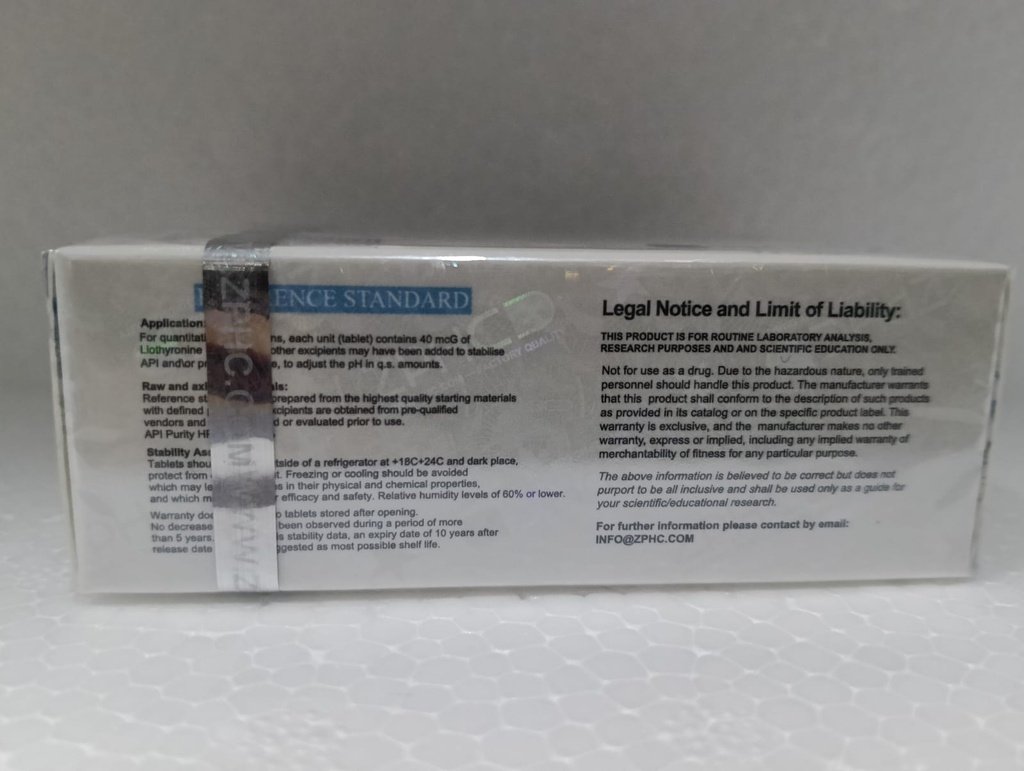 ENCE STANDARD
Application:
For quantitati ns, each unit (tablet) contains 40 mcG of
Liothyronine other excipients may have been added to stabilise
API and\or pr e, to adjust the pH in q.s. amounts.
Raw and axi ls:
Reference st prepared from the highest quality starting materials
with defined cipients are obtained from pre-qualified
vendors and d or evaluated prior to use.
API Purity HP
Stability Ass
Tablets shou tside of a refrigerator at +18C+24C and dark place,
protect from t. Freezing or cooling should be avoided
which may le s in their physical and chemical properties,
and which m r efficacy and safety. Relative humidity levels of 60% or lower.
Warranty doe o tablets stored after opening.
No decrease been observed during a period of more
than 5 years. s stability data, an expiry date of 10 years after
release date ggested as most possible shelf life.
ZPHC.COM WWW.Z
Legal Notice and Limit of Liability:
THIS PRODUCT IS FOR ROUTINE LABORATORY ANALYSIS,
RESEARCH PURPOSES AND AND SCIENTIFIC EDUCATION ONLY.
Not for use as a drug. Due to the hazardous nature, only trained
personnel should handle this product. The manufacturer warrants
that this product shall conform to the description of such products
as provided in its catalog or on the specific product label. This
warranty is exclusive, and the manufacturer makes no other
warranty, express or implied, including any implied warranty of
merchantability of fitness for any particular purpose.
The above information is believed to be correct but does not
purport to be all inclusive and shall be used only as a guide for
your scientific/educational research.
For further information please contact by email:
INFO@ZPHC.COM